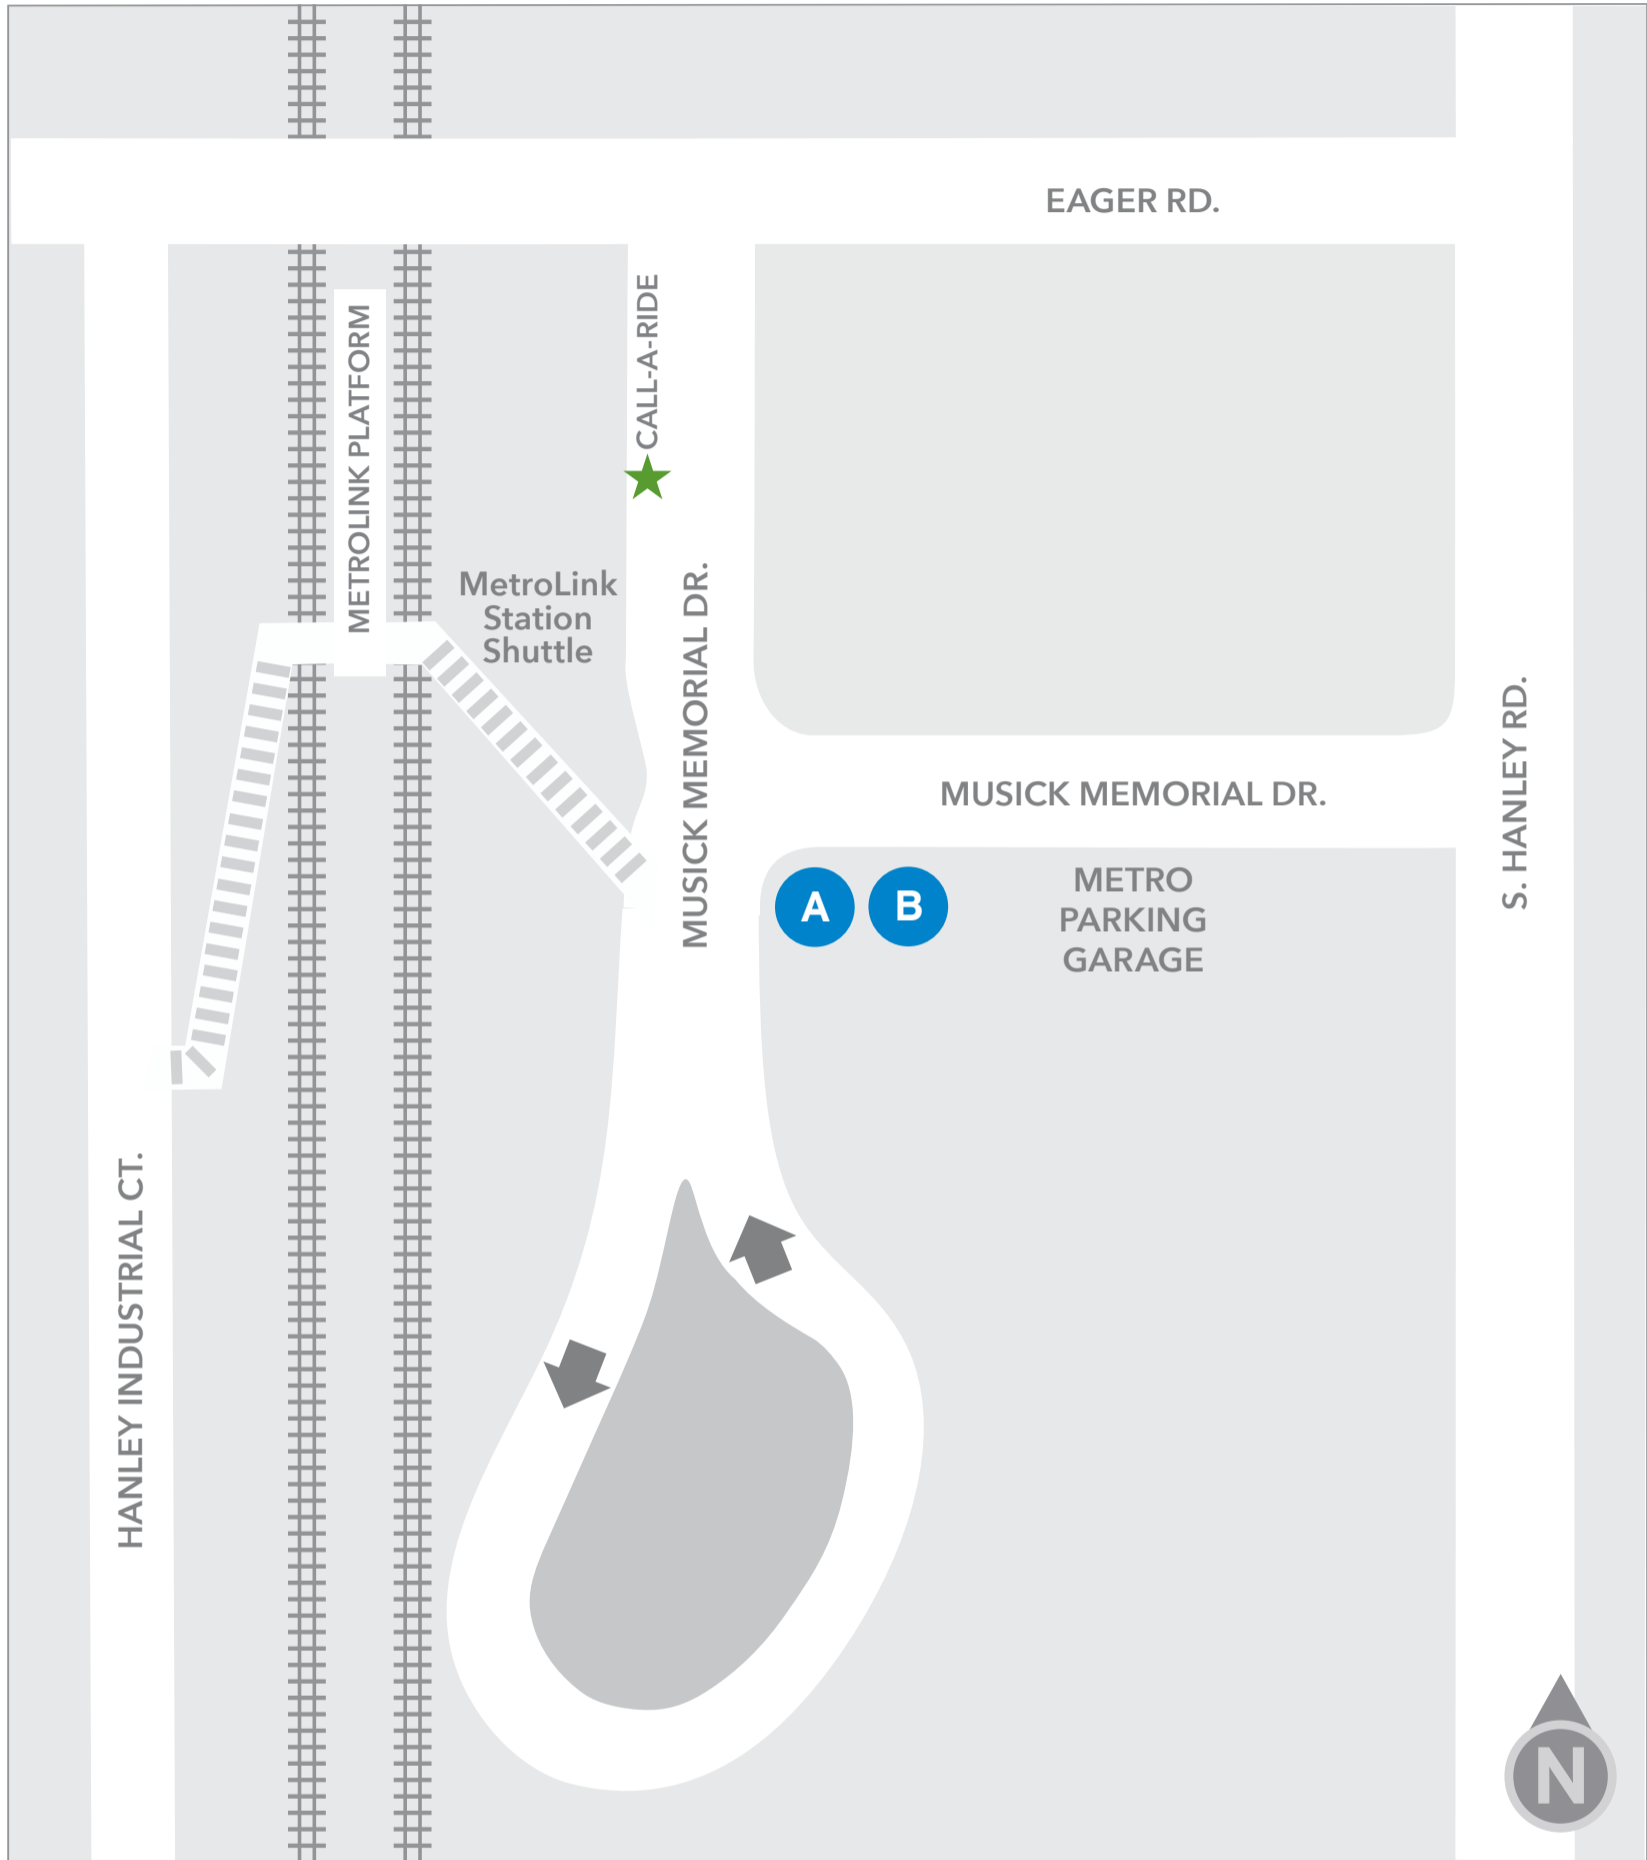 EAGER RD.
CALL-A-RIDE
METROLINK PLATFORM
MetroLink
Station
Shuttle
MUSICK MEMORIAL DR.
MUSICK MEMORIAL DR.
S. HANLEY RD.
A
B
METRO
PARKING
GARAGE
HANLEY INDUSTRIAL CT.
N